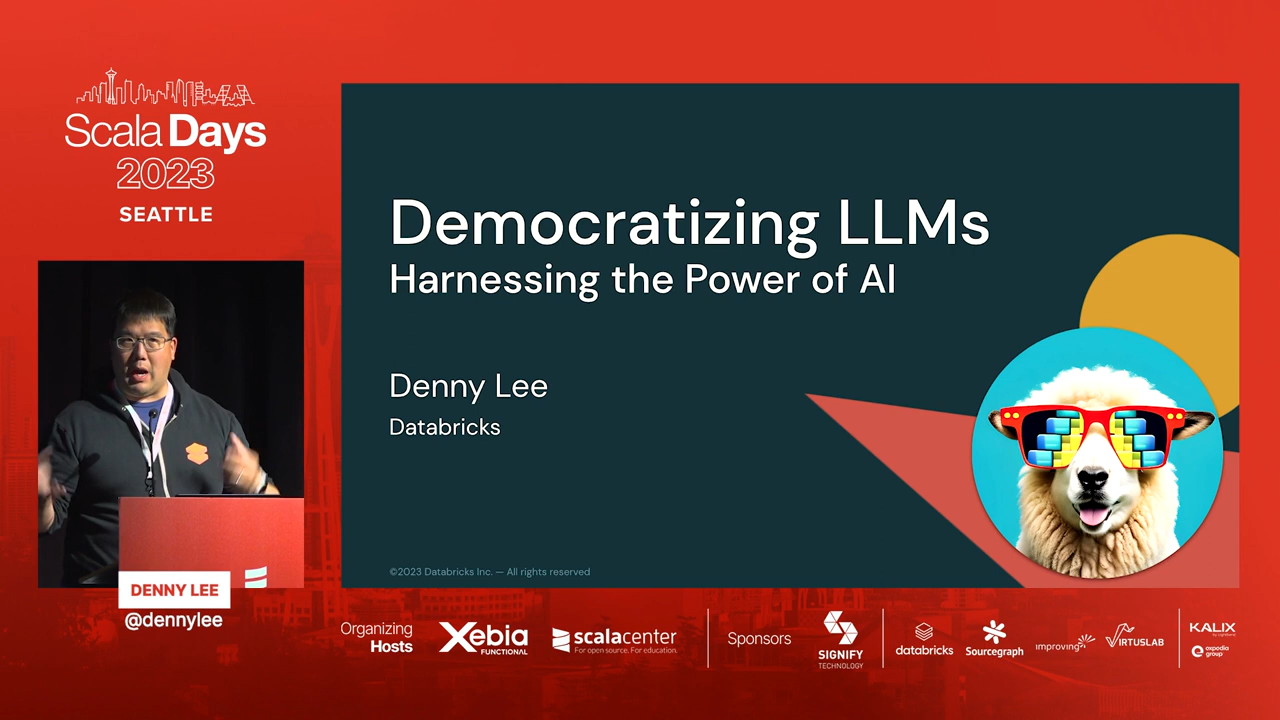 Scala Days
2023
SEATTLE
Democratizing LLMs
Harnessing the Power of AI
Denny Lee
Databricks
©2023 Databricks Inc. — All rights reserved
DENNY LEE
@dennylee
Organizing
Hosts
Xebia
FUNCTIONAL
scalacenter
For open source. For education.
Sponsors
SIGNIFY
TECHNOLOGY
databricks
Sourcegraph
improving
VIRTUSLAB
KALIX
by Lightbend
expedia
group